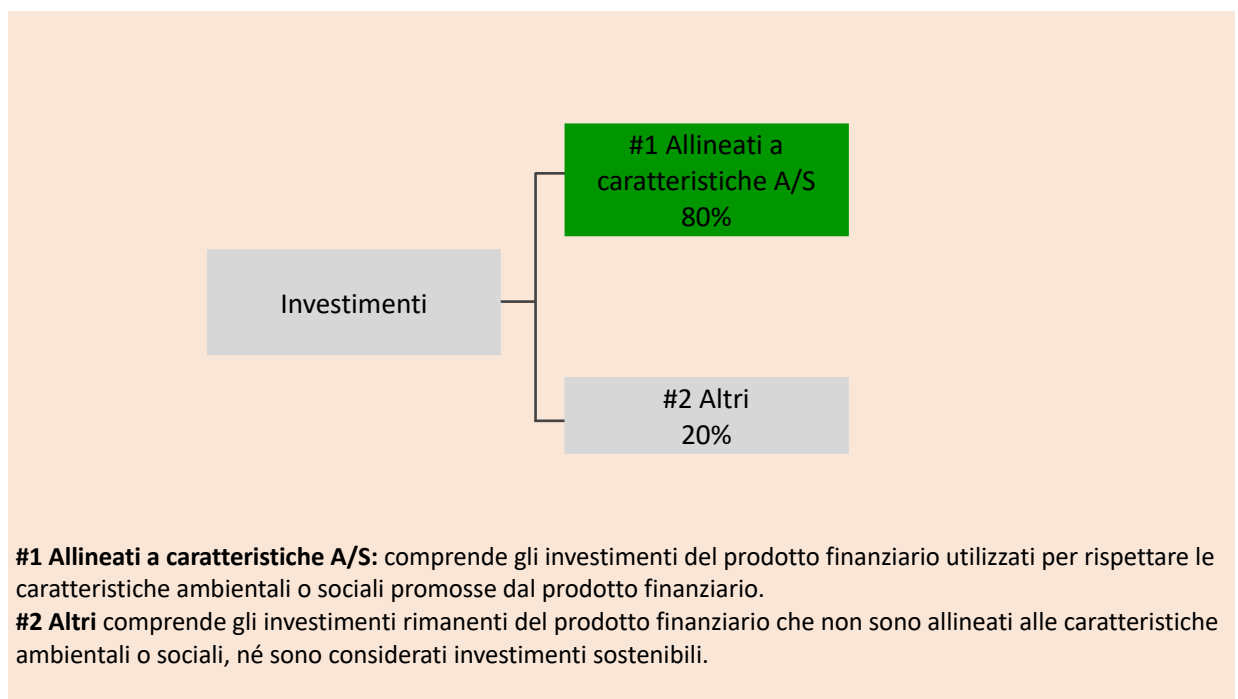 #1 Allineati a
caratteristiche A/S
80%
Investimenti
#2 Altri
20%
#1 Allineati a caratteristiche A/S: comprende gli investimenti del prodotto finanziario utilizzati per rispettare le
caratteristiche ambientali o sociali promosse dal prodotto finanziario.
#2 Altri comprende gli investimenti rimanenti del prodotto finanziario che non sono allineati alle caratteristiche
ambientali o sociali, né sono considerati investimenti sostenibili.